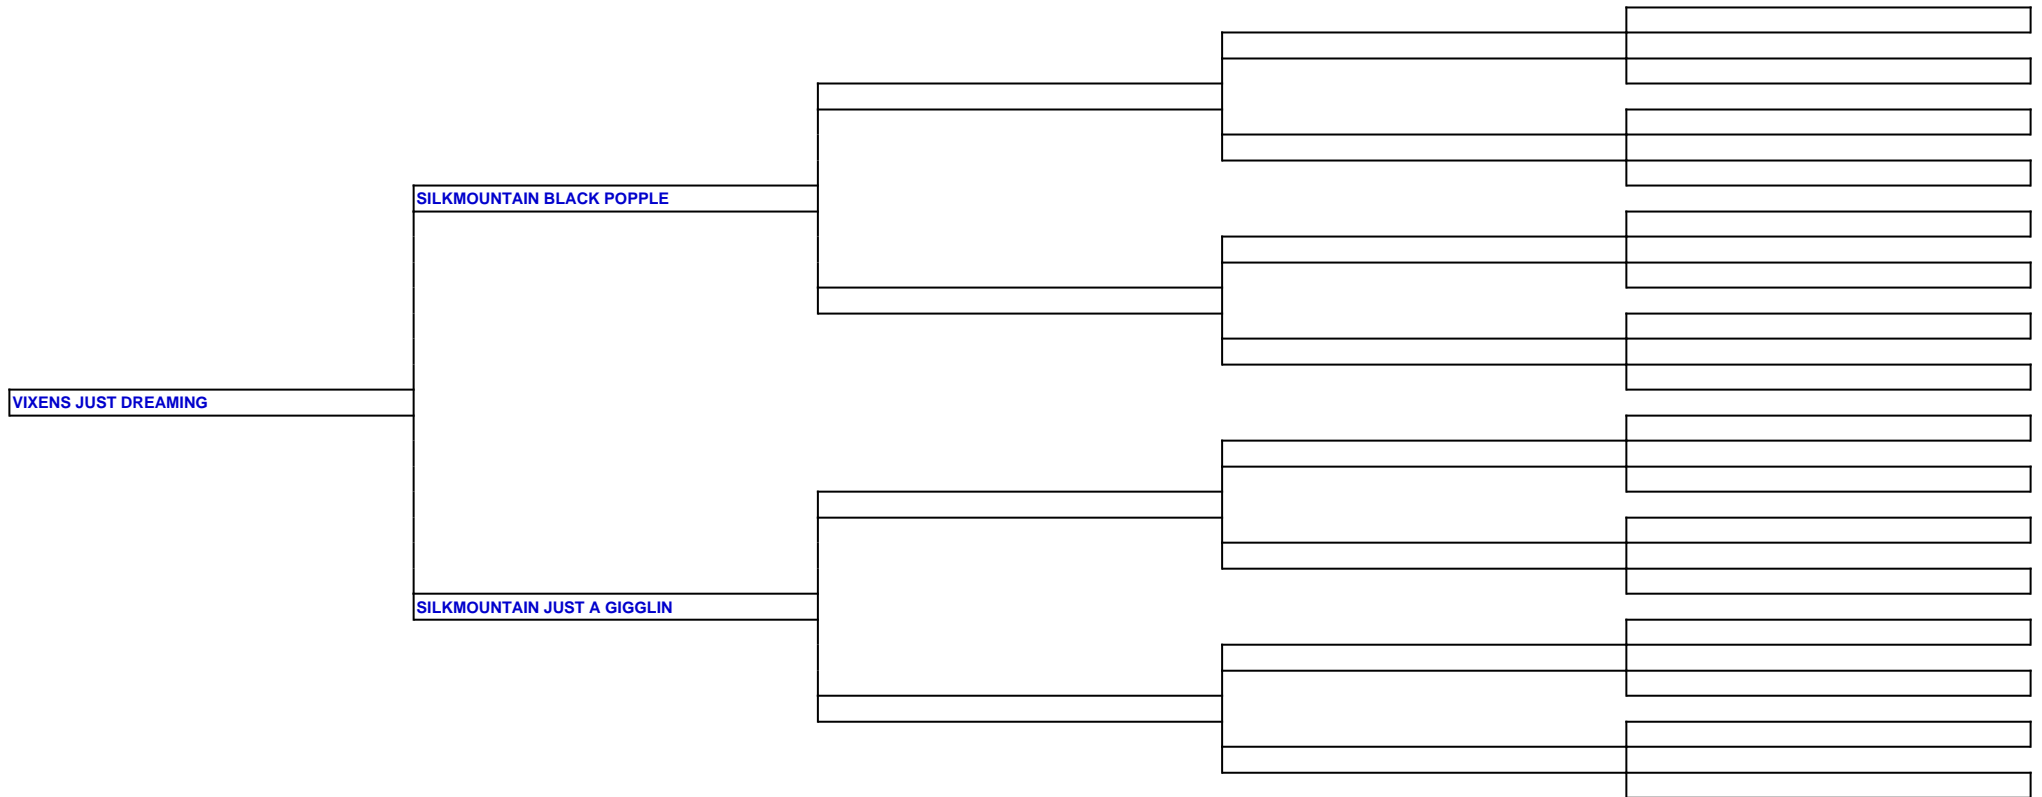 SILKMOUNTAIN BLACK POPPLE
VIXENS JUST DREAMING
SILKMOUNTAIN JUST A GIGGLIN